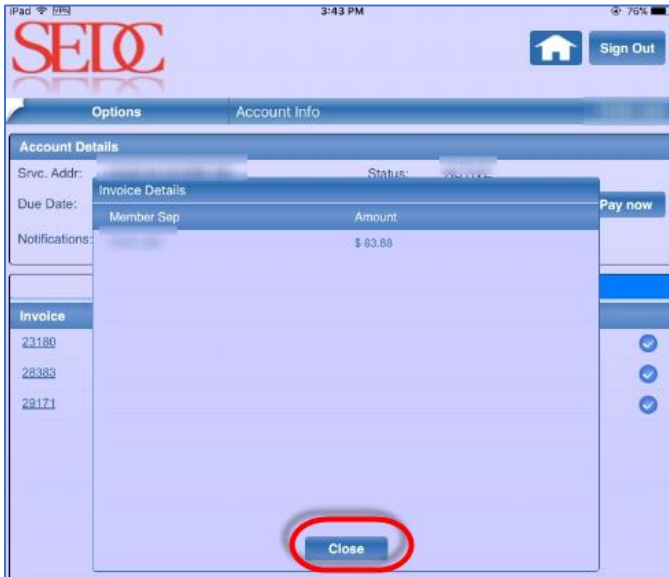 iPad VPN 3:43 PM 76%
SEDC
Sign Out
Options Account Info
Account Details
Srvc. Addr: Status:
Due Date: Pay now
Notifications:
Invoice Details
Member Sep Amount
$ 83.88
Invoice
23180
28383
29171
Close